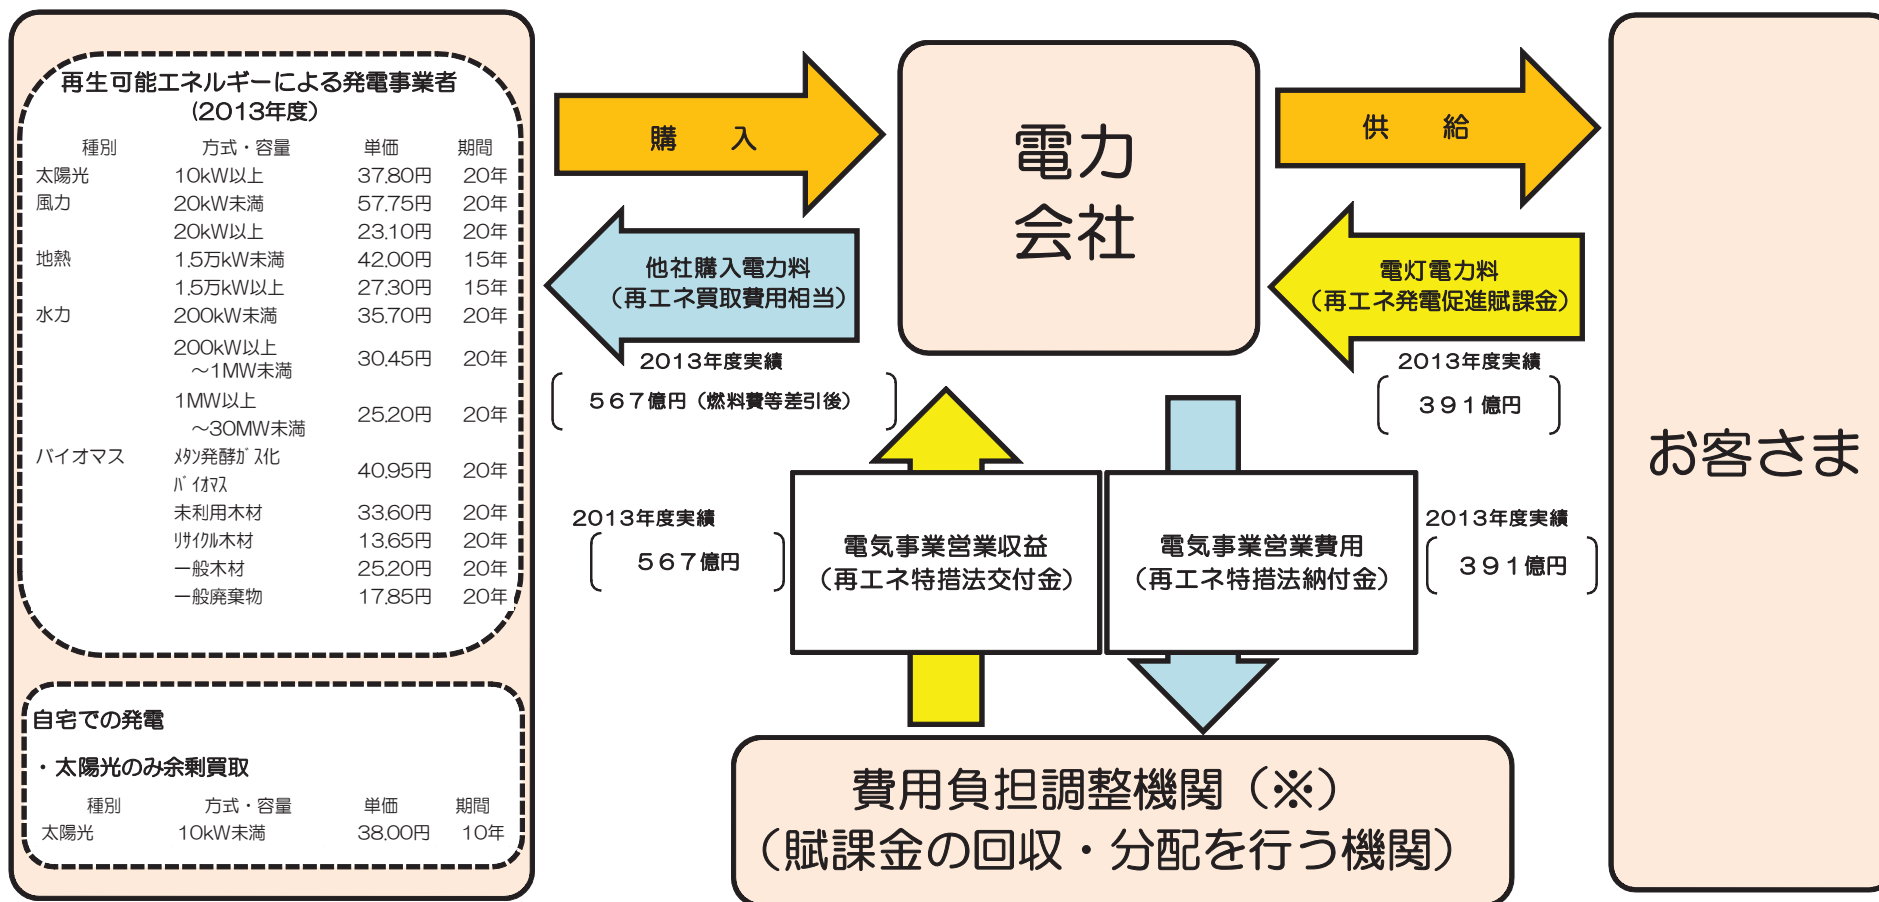 再生可能エネルギーによる発電事業者
(2013年度)
種別 方式・容量 単価 期間
太陽光 10kW以上 37.80円 20年
風力 20kW未満 57.75円 20年
20kW以上 23.10円 20年
地熱 1.5万kW未満 42.00円 15年
1.5万kW以上 27.30円 15年
水力 200kW未満 35.70円 20年
200kW以上
~1MW未満 30.45円 20年
1MW以上
~30MW未満 25.20円 20年
バイオマス ﾒﾀﾝ発酵ｶﾞｽ化
ﾊﾞｲｵﾏｽ 40.95円 20年
未利用木材 33.60円 20年
ﾘｻｲｸﾙ木材 13.65円 20年
一般木材 25.20円 20年
一般廃棄物 17.85円 20年
自宅での発電
・太陽光のみ余剰買取
種別 方式・容量 単価 期間
太陽光 10kW未満 38.00円 10年
購入
他社購入電力料
(再エネ買取費用相当)
2013年度実績
567億円(燃料費等差引後)
電力
会社
供給
電灯電力料
(再エネ発電促進賦課金)
2013年度実績
391億円
2013年度実績
567億円
電気事業営業収益
(再エネ特措法交付金)
電気事業営業費用
(再エネ特措法納付金)
2013年度実績
391億円
費用負担調整機関(※)
(賦課金の回収・分配を行う機関)
お客さま